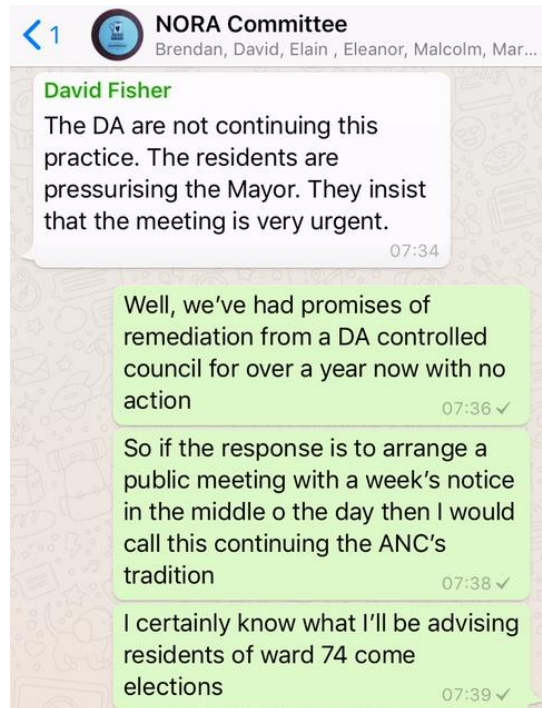 1
NORA Committee
Brendan, David, Elain , Eleanor, Malcolm, Mar...
David Fisher
The DA are not continuing this
practice. The residents are
pressurising the Mayor. They insist
that the meeting is very urgent.
07:34
Well, we’ve had promises of
remediation from a DA controlled
council for over a year now with no
action
07:36
So if the response is to arrange a
public meeting with a week’s notice
in the middle o the day then I would
call this continuing the ANC’s
tradition
07:38
I certainly know what I’ll be advising
residents of ward 74 come
elections
07:39